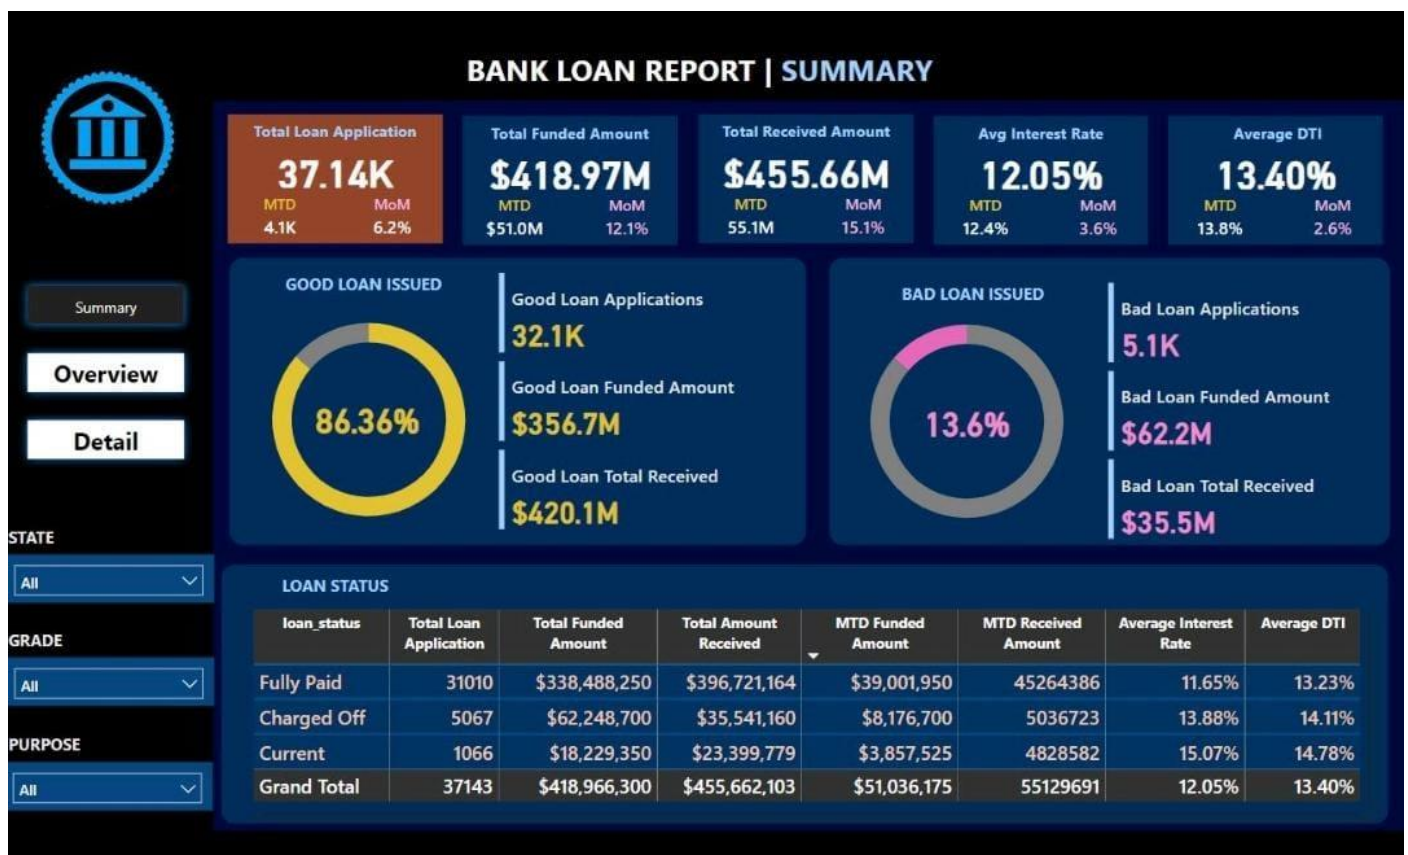 BANK LOAN REPORT | SUMMARY
Total Loan Application
37.14K
MTD MoM
4.1K 6.2%
Total Funded Amount
$418.97M
MTD MoM
$51.0M 12.1%
Total Received Amount
$455.66M
MTD MoM
55.1M 15.1%
Avg Interest Rate
12.05%
MTD MoM
12.4% 3.6%
Average DTI
13.40%
MTD MoM
13.8% 2.6%
Summary
Overview
Detail
STATE
All
GRADE
All
PURPOSE
All
GOOD LOAN ISSUED
86.36%
Good Loan Applications
32.1K
Good Loan Funded Amount
$356.7M
Good Loan Total Received
$420.1M
BAD LOAN ISSUED
13.6%
Bad Loan Applications
5.1K
Bad Loan Funded Amount
$62.2M
Bad Loan Total Received
$35.5M
LOAN STATUS
loan_status Total Loan Application Total Funded Amount Total Amount Received MTD Funded Amount MTD Received Amount Average Interest Rate Average DTI
Fully Paid 31010 $338,488,250 $396,721,164 $39,001,950 45264386 11.65% 13.23%
Charged Off 5067 $62,248,700 $35,541,160 $8,176,700 5036723 13.88% 14.11%
Current 1066 $18,229,350 $23,399,779 $3,857,525 4828582 15.07% 14.78%
Grand Total 37143 $418,966,300 $455,662,103 $51,036,175 55129691 12.05% 13.40%